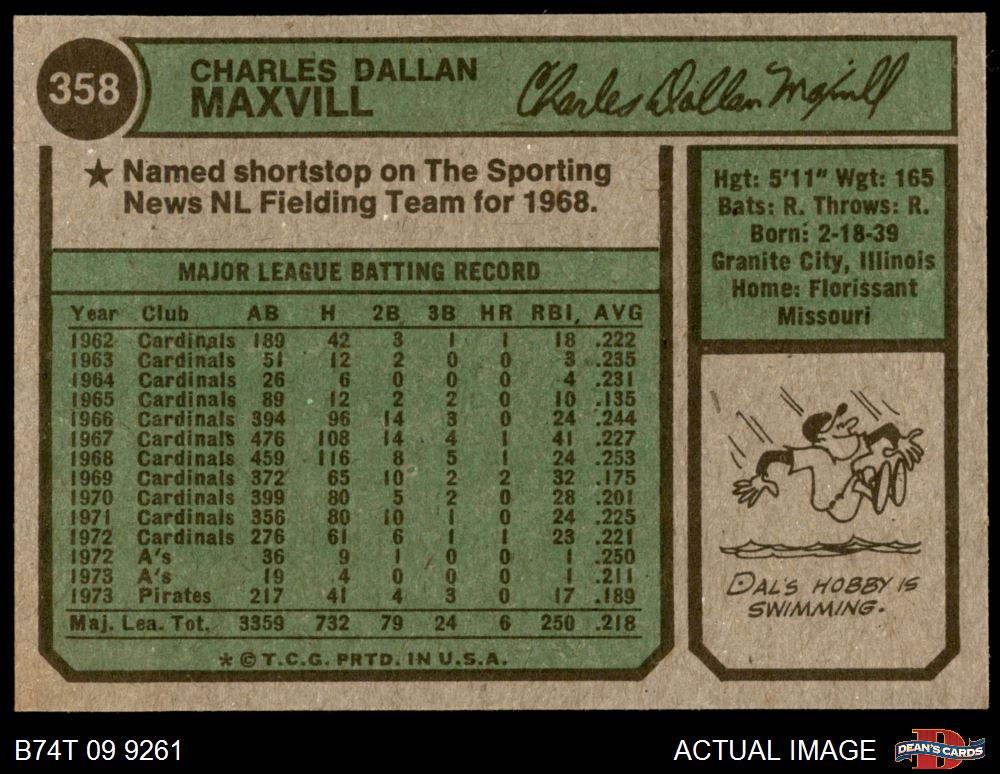 358
CHARLES DALLAN
MAXVILL
Charles Dallan Maxvill
★ Named shortstop on The Sporting
News NL Fielding Team for 1968.
MAJOR LEAGUE BATTING RECORD
Year Club AB H 2B 3B HR RBI, AVG
1962 Cardinals 189 42 3 1 1 18 .222
1963 Cardinals 51 12 2 0 0 3 .235
1964 Cardinals 26 6 0 0 0 4 .231
1965 Cardinals 89 12 2 2 0 10 .135
1966 Cardinals 394 96 14 3 0 24 .244
1967 Cardinals 476 108 14 4 1 41 .227
1968 Cardinals 459 116 8 5 1 24 .253
1969 Cardinals 372 65 10 2 2 32 .175
1970 Cardinals 399 80 5 2 0 28 .201
1971 Cardinals 356 80 10 1 0 24 .225
1972 Cardinals 276 61 6 1 1 23 .221
1972 A's 36 9 1 0 0 1 .250
1973 A's 19 4 0 0 0 1 .211
1973 Pirates 217 41 4 3 0 17 .189
Maj. Lea. Tot. 3359 732 79 24 6 250 .218
* © T.C.G. PRTD. IN U.S.A.
Hgt: 5'11" Wgt: 165
Bats: R. Throws: R.
Born: 2-18-39
Granite City, Illinois
Home: Florissant
Missouri
DAL'S HOBBY IS
SWIMMING.
B74T 09 9261
ACTUAL IMAGE
D
DEAN'S CARDS